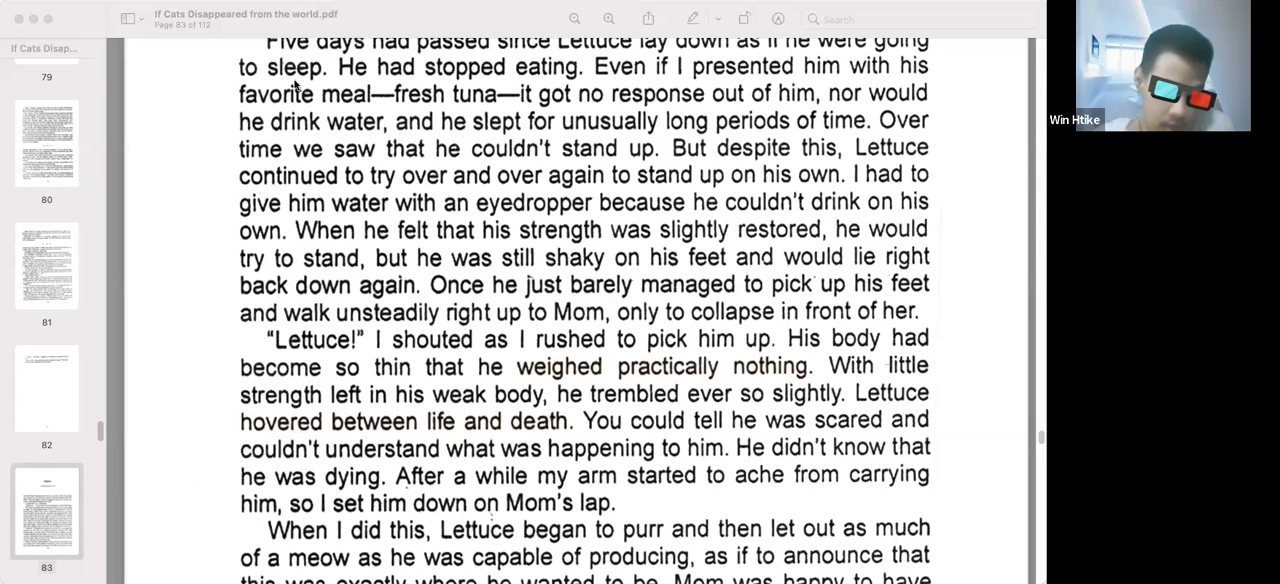 If Cats Disappeared from the world.pdf
Page 83 of 112
Search
If Cats Disap...
79
80
81
82
83
Five days had passed since Lettuce lay down as if he were going
to sleep. He had stopped eating. Even if I presented him with his
favorite meal—fresh tuna—it got no response out of him, nor would
he drink water, and he slept for unusually long periods of time. Over
time we saw that he couldn't stand up. But despite this, Lettuce
continued to try over and over again to stand up on his own. I had to
give him water with an eyedropper because he couldn't drink on his
own. When he felt that his strength was slightly restored, he would
try to stand, but he was still shaky on his feet and would lie right
back down again. Once he just barely managed to pick up his feet
and walk unsteadily right up to Mom, only to collapse in front of her.
“Lettuce!” I shouted as I rushed to pick him up. His body had
become so thin that he weighed practically nothing. With little
strength left in his weak body, he trembled ever so slightly. Lettuce
hovered between life and death. You could tell he was scared and
couldn't understand what was happening to him. He didn't know that
he was dying. After a while my arm started to ache from carrying
him, so I set him down on Mom's lap.
When I did this, Lettuce began to purr and then let out as much
of a meow as he was capable of producing, as if to announce that
this was exactly where he wanted to be. Mom was happy to have
Win Htike